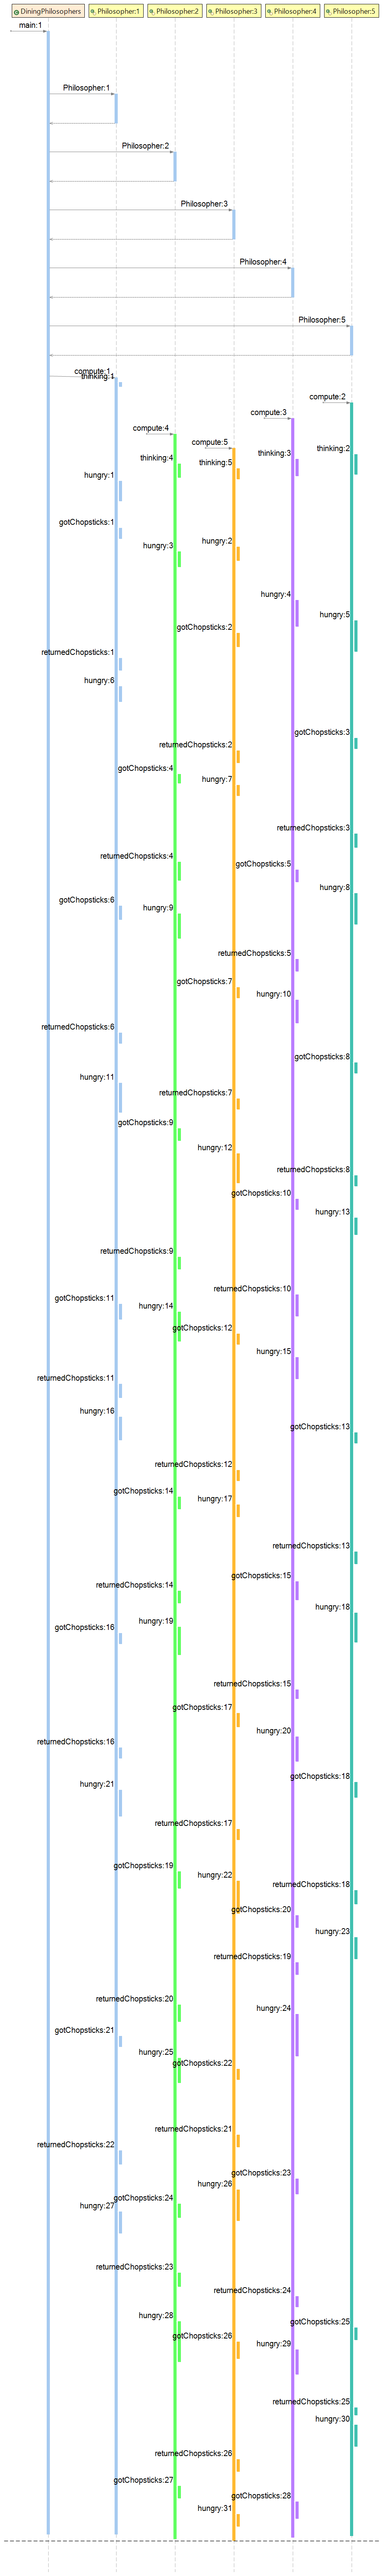 DiningPhilosophers Philosopher:1 Philosopher:2 Philosopher:3 Philosopher:4 Philosopher:5
main:1
Philosopher:1
Philosopher:2
Philosopher:3
Philosopher:4
Philosopher:5
compute:1
thinking:1
compute:2
compute:3
compute:4
compute:5
thinking:2
thinking:3
thinking:4
thinking:5
hungry:1
gotChopsticks:1
hungry:2
hungry:3
hungry:4
hungry:5
gotChopsticks:2
returnedChopsticks:1
hungry:6
gotChopsticks:3
returnedChopsticks:2
gotChopsticks:4
hungry:7
returnedChopsticks:3
returnedChopsticks:4
gotChopsticks:5
hungry:8
gotChopsticks:6
hungry:9
returnedChopsticks:5
gotChopsticks:7
hungry:10
returnedChopsticks:6
gotChopsticks:8
hungry:11
returnedChopsticks:7
gotChopsticks:9
hungry:12
returnedChopsticks:8
gotChopsticks:10
hungry:13
returnedChopsticks:9
returnedChopsticks:10
gotChopsticks:11
hungry:14
gotChopsticks:12
hungry:15
returnedChopsticks:11
hungry:16
gotChopsticks:13
returnedChopsticks:12
gotChopsticks:14
hungry:17
returnedChopsticks:13
gotChopsticks:15
returnedChopsticks:14
hungry:18
hungry:19
gotChopsticks:16
returnedChopsticks:15
gotChopsticks:17
hungry:20
returnedChopsticks:16
gotChopsticks:18
hungry:21
returnedChopsticks:17
gotChopsticks:19
hungry:22
returnedChopsticks:18
gotChopsticks:20
hungry:23
returnedChopsticks:19
returnedChopsticks:20
hungry:24
gotChopsticks:21
hungry:25
gotChopsticks:22
returnedChopsticks:21
returnedChopsticks:22
gotChopsticks:23
hungry:26
gotChopsticks:24
hungry:27
returnedChopsticks:23
returnedChopsticks:24
hungry:28
gotChopsticks:25
gotChopsticks:26
hungry:29
returnedChopsticks:25
hungry:30
returnedChopsticks:26
gotChopsticks:27
gotChopsticks:28
hungry:31